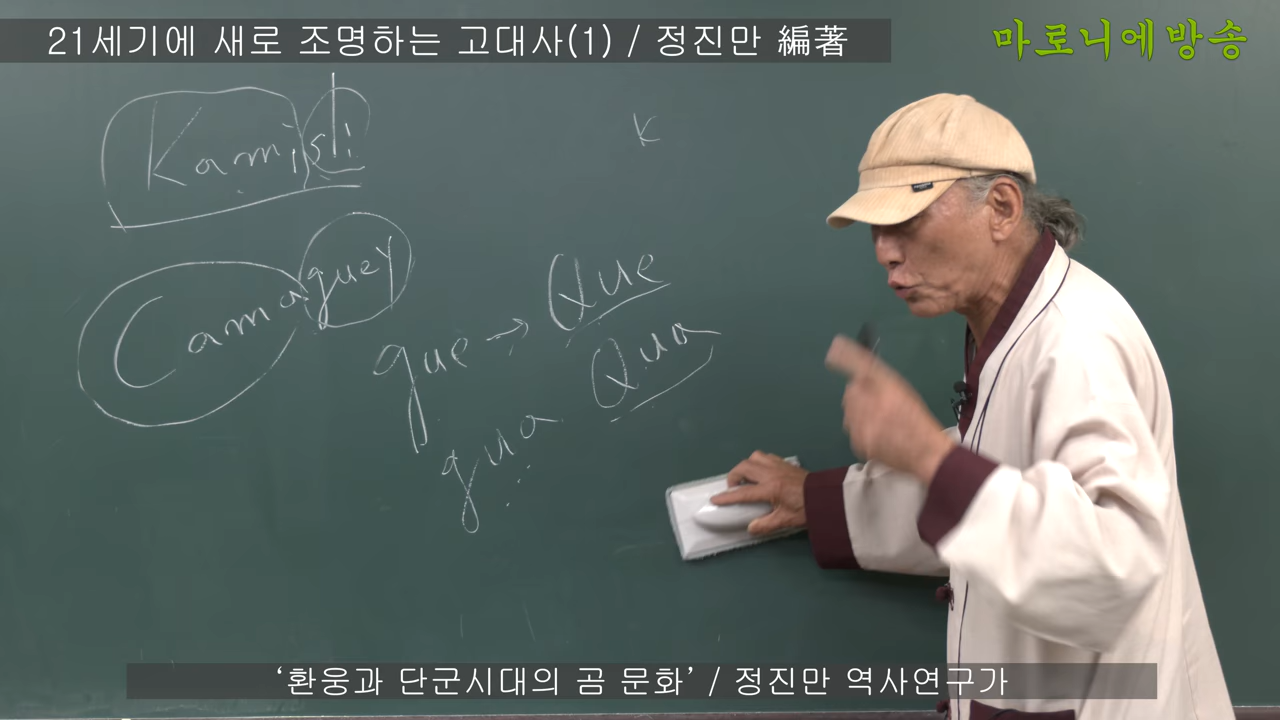 21세기에 새로 조명하는 고대사(1) / 정진만 編著
마로니에방송
Kamishi
K
Camaguey
que → Que
qua Qua
‘환웅과 단군시대의 곰 문화’ / 정진만 역사연구가